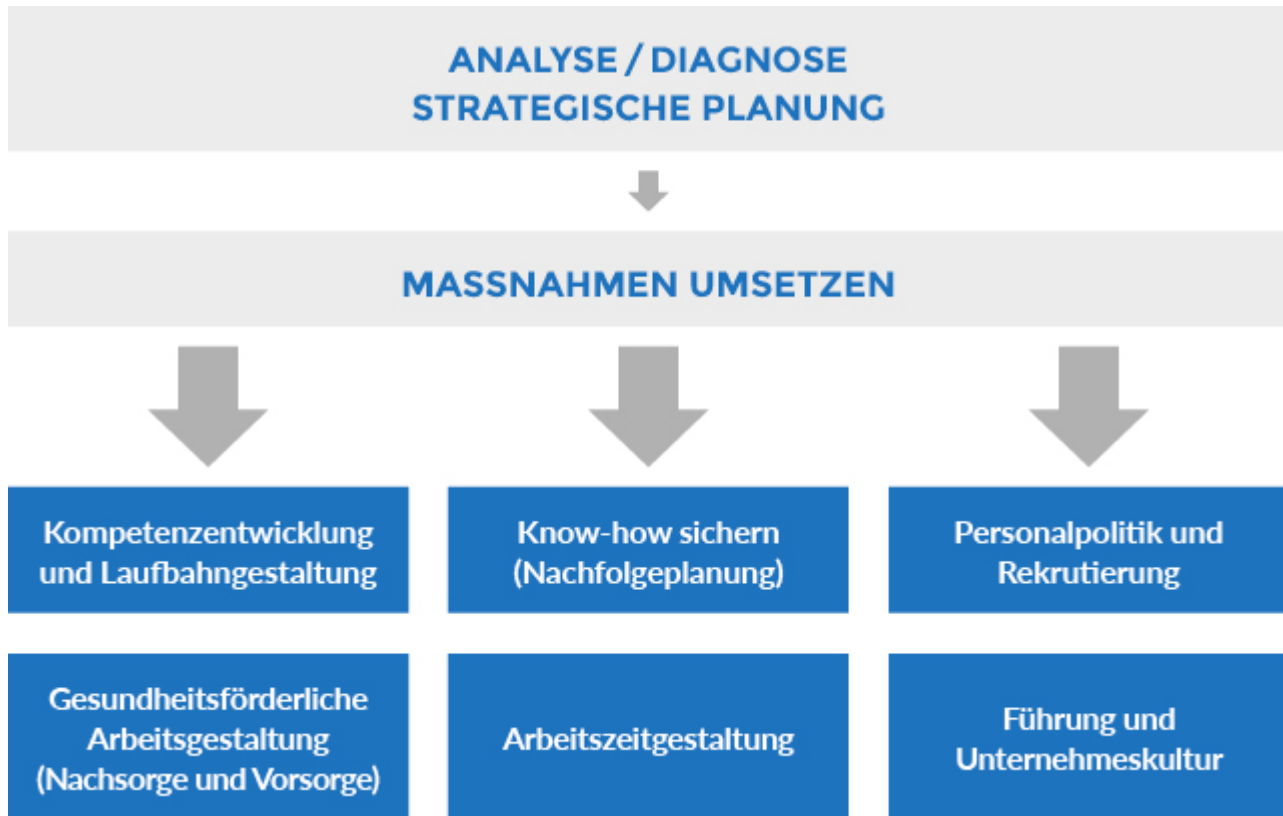 ANALYSE / DIAGNOSE
STRATEGISCHE PLANUNG
MASSNAHMEN UMSETZEN
Kompetenzentwicklung
und Laufbahngestaltung
Know-how sichern
(Nachfolgeplanung)
Personalpolitik und
Rekrutierung
Gesundheitsförderliche
Arbeitsgestaltung
(Nachsorge und Vorsorge)
Arbeitszeitgestaltung
Führung und
Unternehmeskultur